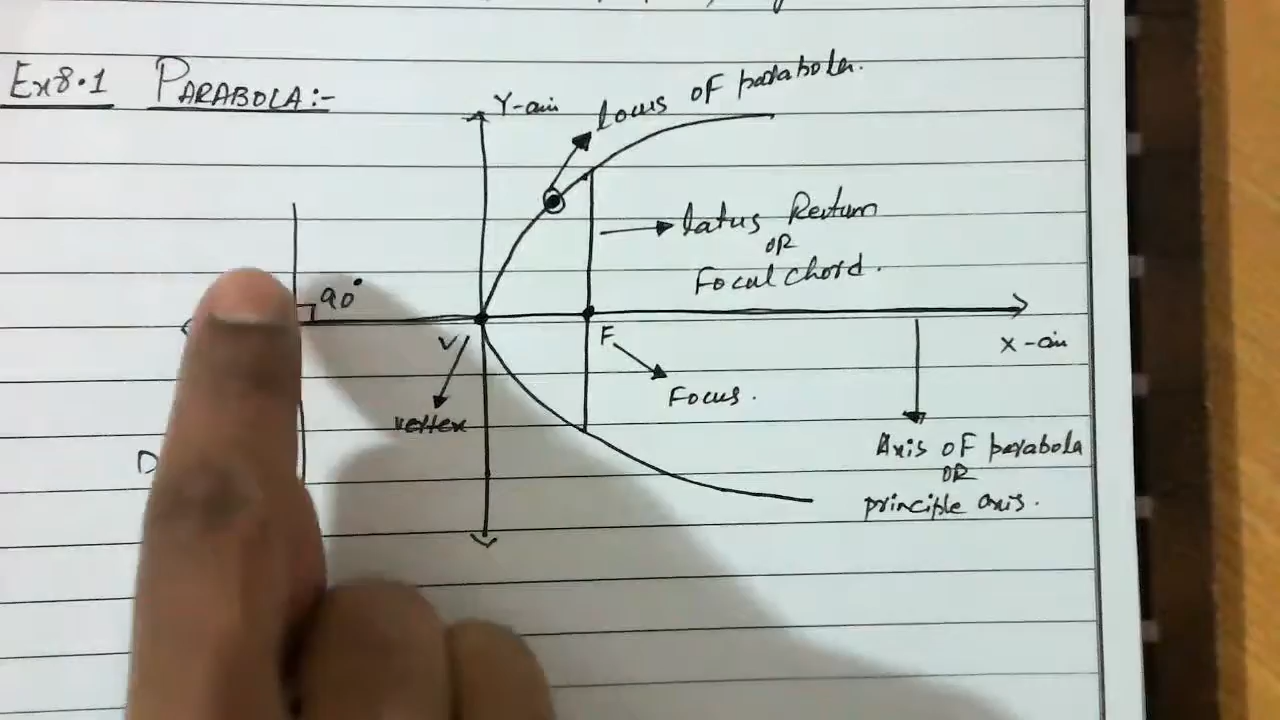 Ex8.1 PARABOLA:-
Y-axis
locus OF parabola.
latus Rectum
OR
Focal chord.
90°
V
F
X-axis
vertex
Focus.
Axis OF parabola
OR
principle axis.
D